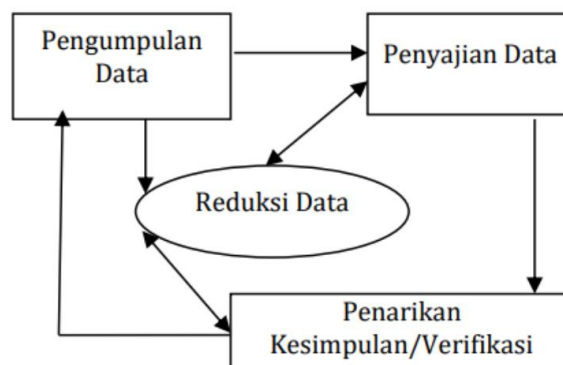 Pengumpulan
Data
Penyajian Data
Reduksi Data
Penarikan
Kesimpulan/Verifikasi